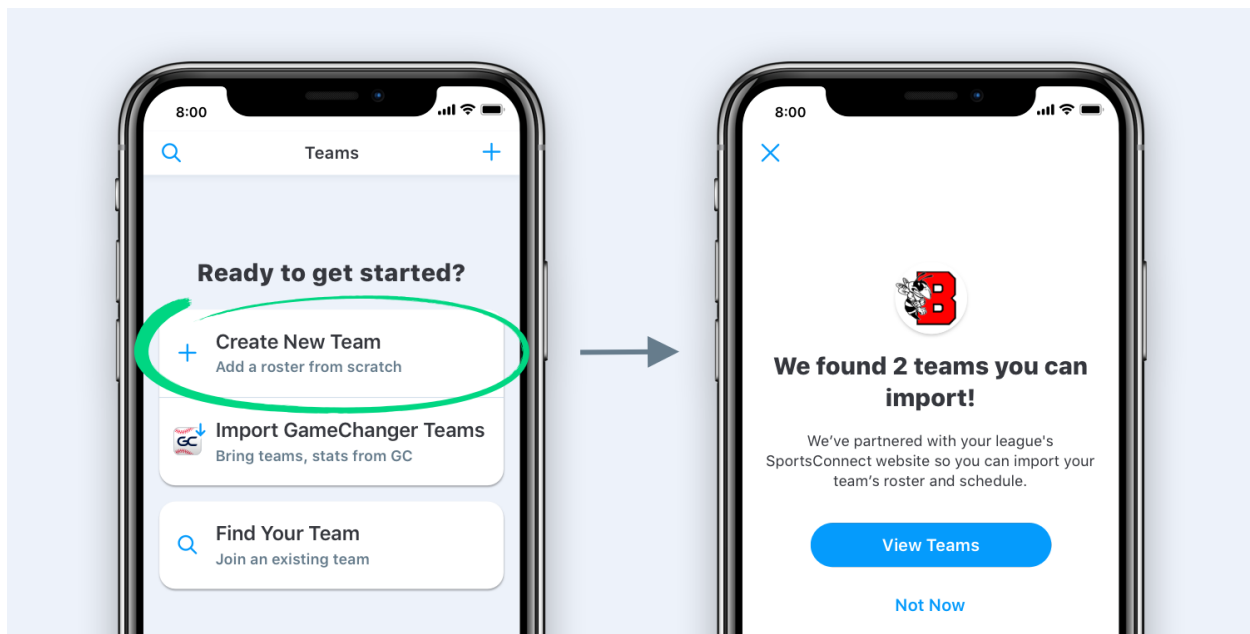 8:00
Teams
Ready to get started?
Create New Team
Add a roster from scratch
GC
Import GameChanger Teams
Bring teams, stats from GC
Find Your Team
Join an existing team
8:00
B
We found 2 teams you can
import!
We’ve partnered with your league's
SportsConnect website so you can import your
team’s roster and schedule.
View Teams
Not Now